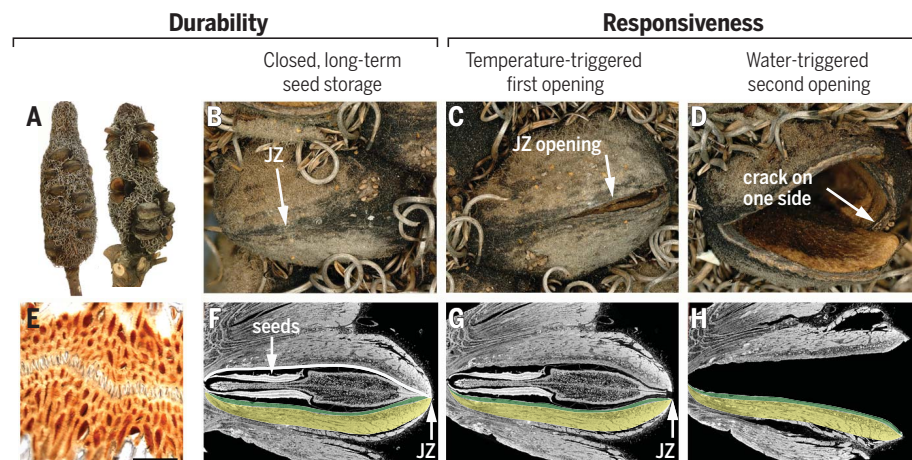 Durability
Responsiveness
Closed, long-term
seed storage
Temperature-triggered
first opening
Water-triggered
second opening
A
B
JZ
C
JZ opening
D
crack on
one side
E
F
seeds
JZ
G
JZ
H